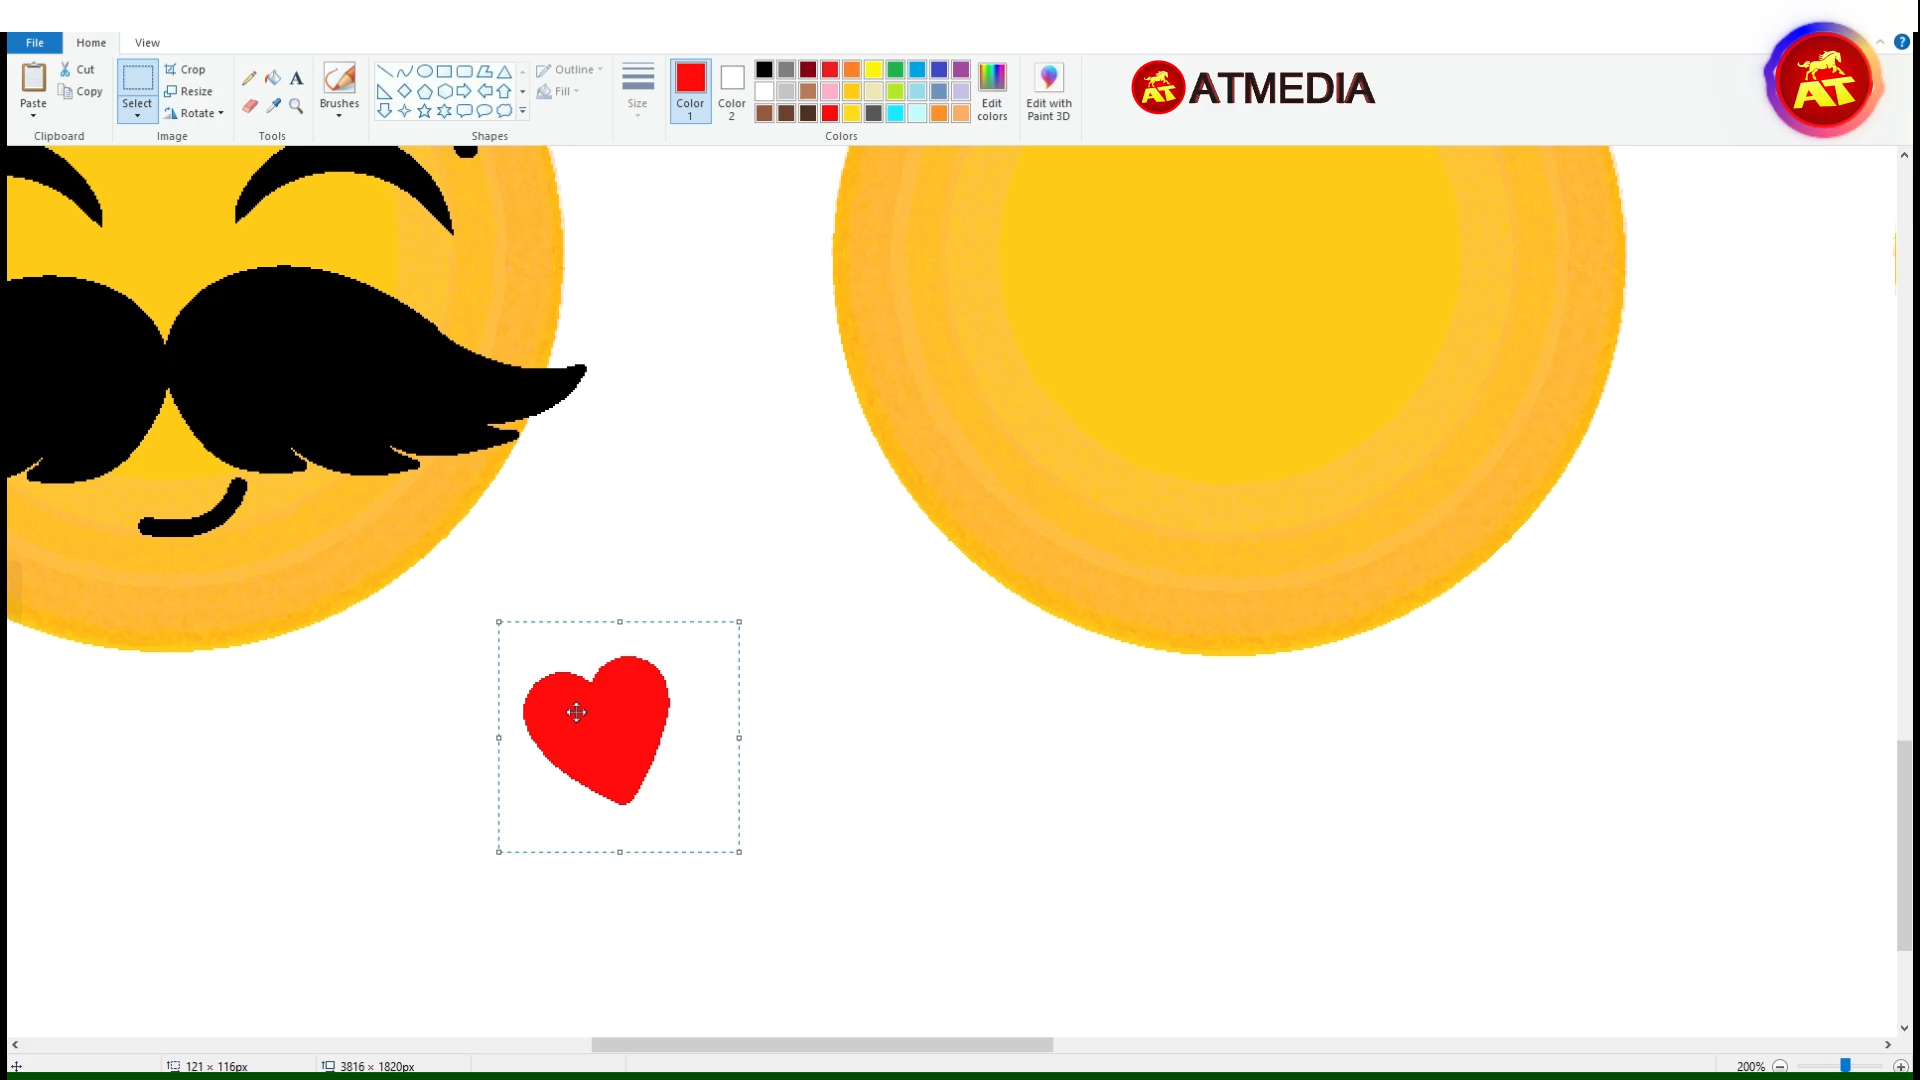 File Home View
Cut
Copy
Paste
Clipboard
Select
Crop
Resize
Rotate
Image
A
Tools
Brushes
Shapes
Outline
Fill
Size
Color 1
Color 2
Edit colors
Colors
Edit with Paint 3D
AT ATMEDIA
AT
?
121 × 116px
3816 × 1820px
200%